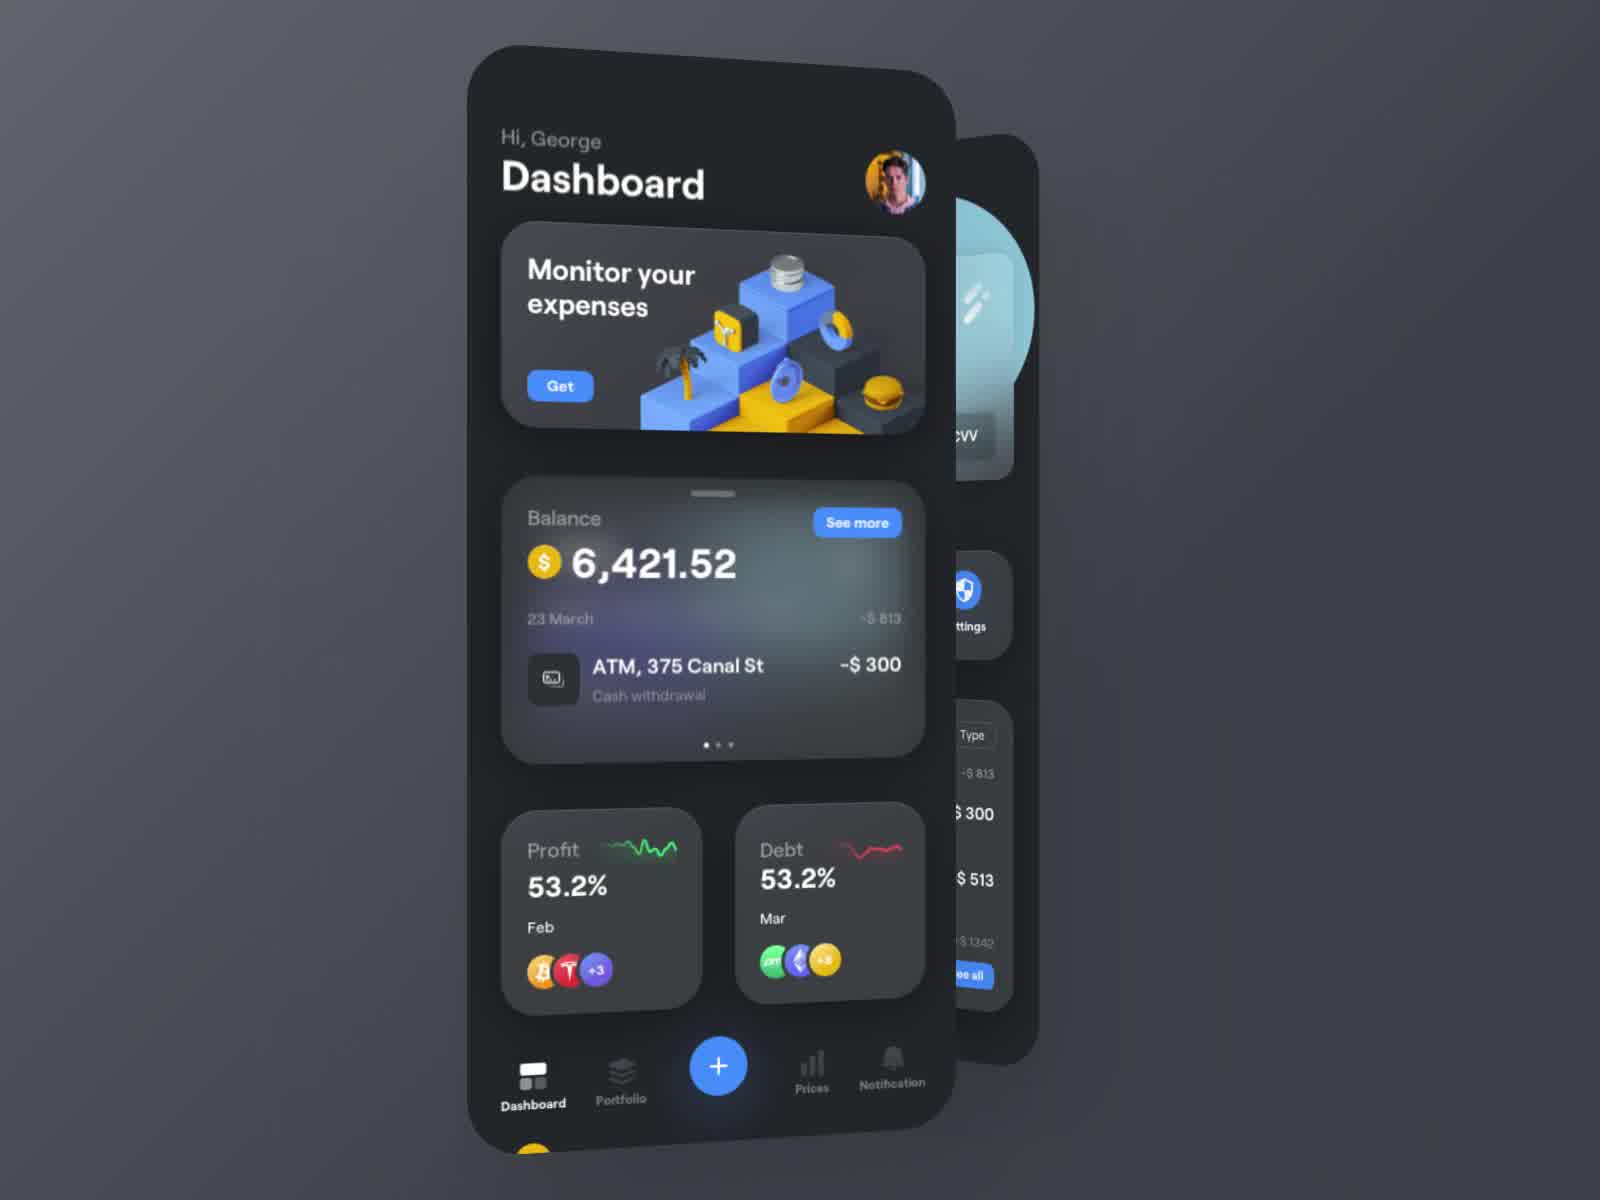 Hi, George
Dashboard
Monitor your
expenses
Get
Balance
See more
$ 6,421.52
23 March
-$ 813
ATM, 375 Canal St
-$ 300
Cash withdrawal
Profit
53.2%
Feb
+3
Debt
53.2%
Mar
+8
Dashboard
Portfolio
+
Prices
Notification
CVV
ttings
Type
-$ 813
$ 300
$ 513
-$ 1342
ee all